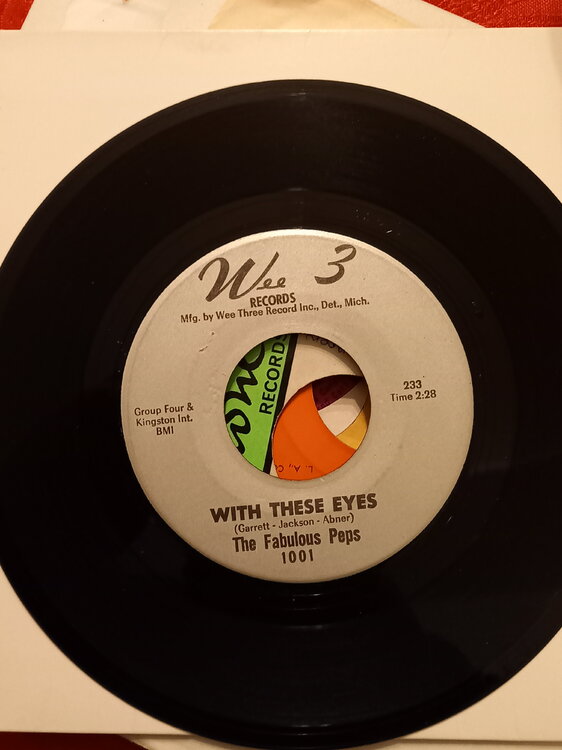 Wee 3
RECORDS
Mfg. by Wee Three Record Inc., Det., Mich.
RECORDS
233
Time 2:28
Group Four &
Kingston Int.
BMI
L. A., C
WITH THESE EYES
(Garrett - Jackson - Abner)
The Fabulous Peps
1001